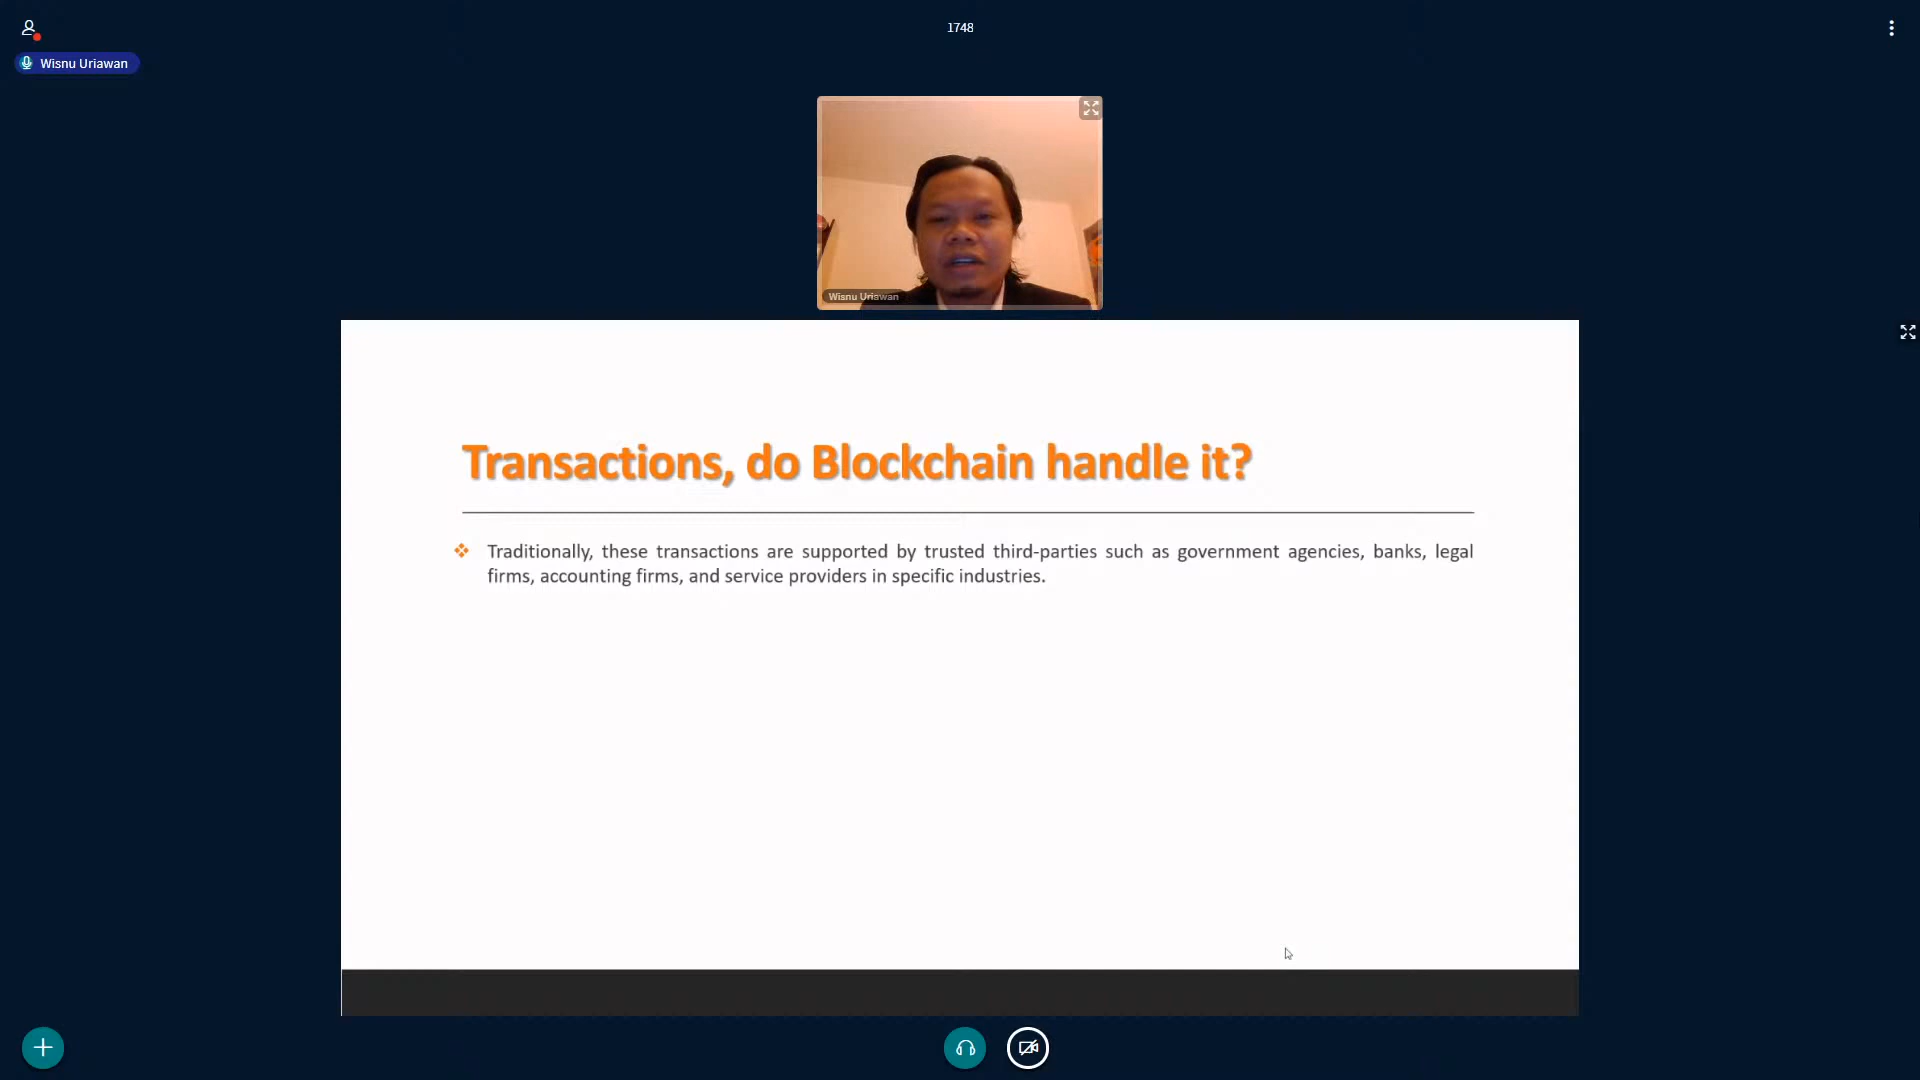 1748
Wisnu Uriawan
Wisnu Uriawan
Transactions, do Blockchain handle it?
Traditionally, these transactions are supported by trusted third-parties such as government agencies, banks, legal
firms, accounting firms, and service providers in specific industries.